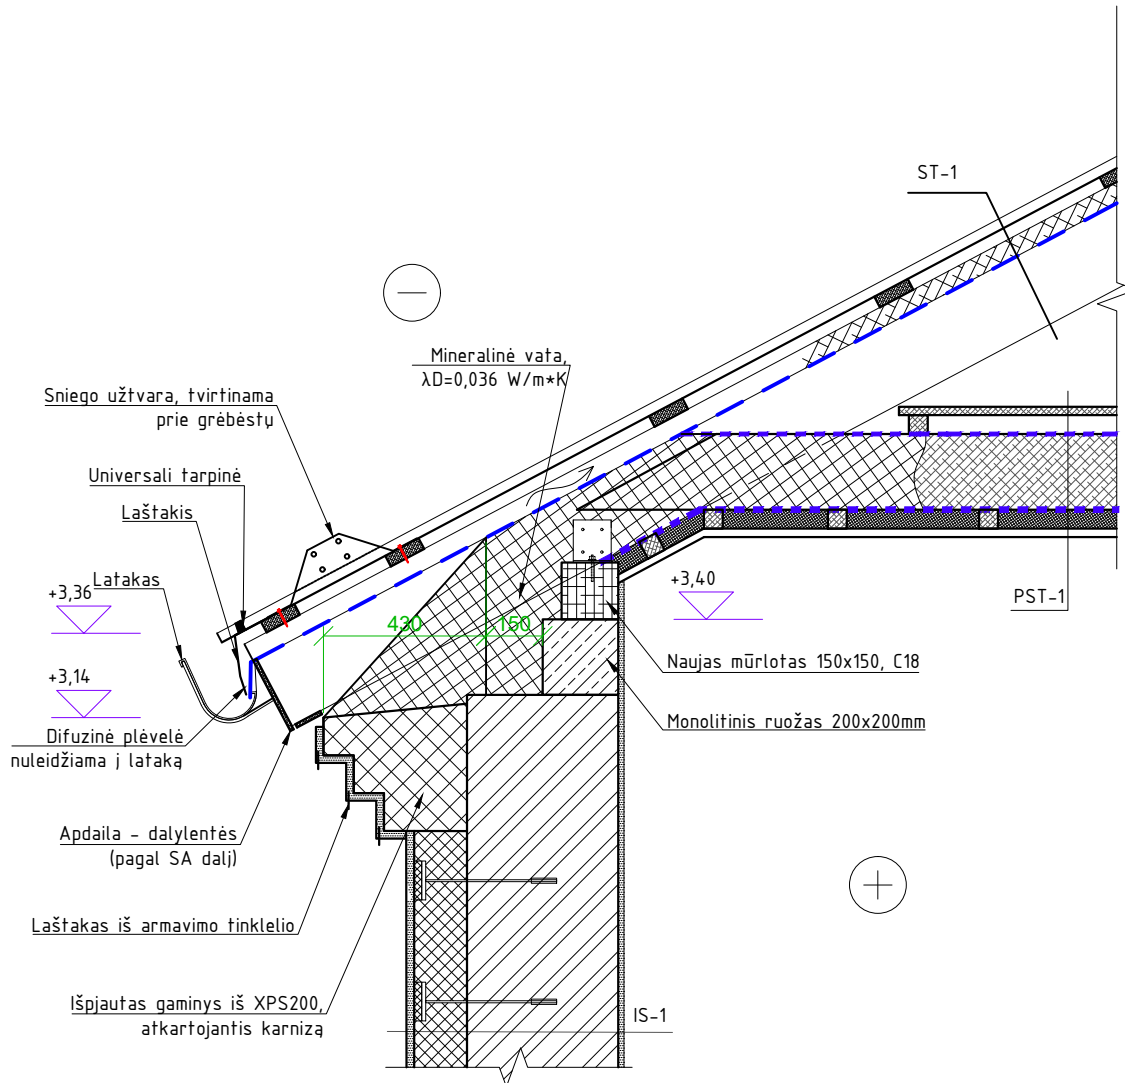 ST-1
Mineralinė vata,
λD=0,036 W/m*K
Sniego užtvara, tvirtinama
prie grėbėstų
Universali tarpinė
Laštakis
Latakas
+3,36
+3,40
PST-1
430
150
Naujas mūrlotas 150x150, C18
+3,14
Monolitinis ruožas 200x200mm
Difuzinė plėvelė
nuleidžiama į lataką
Apdaila - dalylentės
(pagal SA dalį)
Laštakas iš armavimo tinklelio
Išpjautas gaminys iš XPS200,
atkartojantis karnizą
IS-1